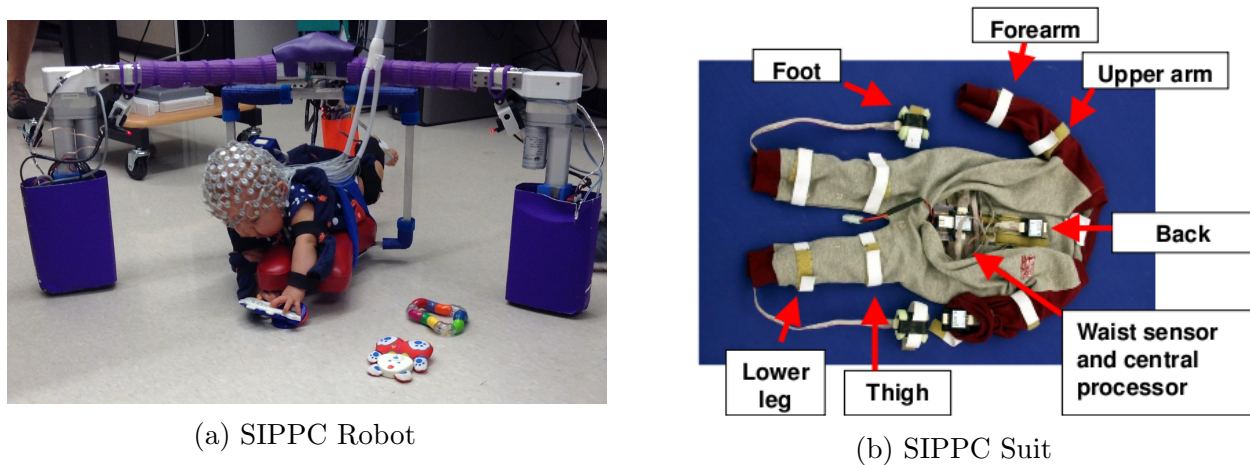 Forearm
Foot
Upper arm
Back
Waist sensor
and central
processor
Lower
leg
Thigh
(a) SIPPC Robot
(b) SIPPC Suit